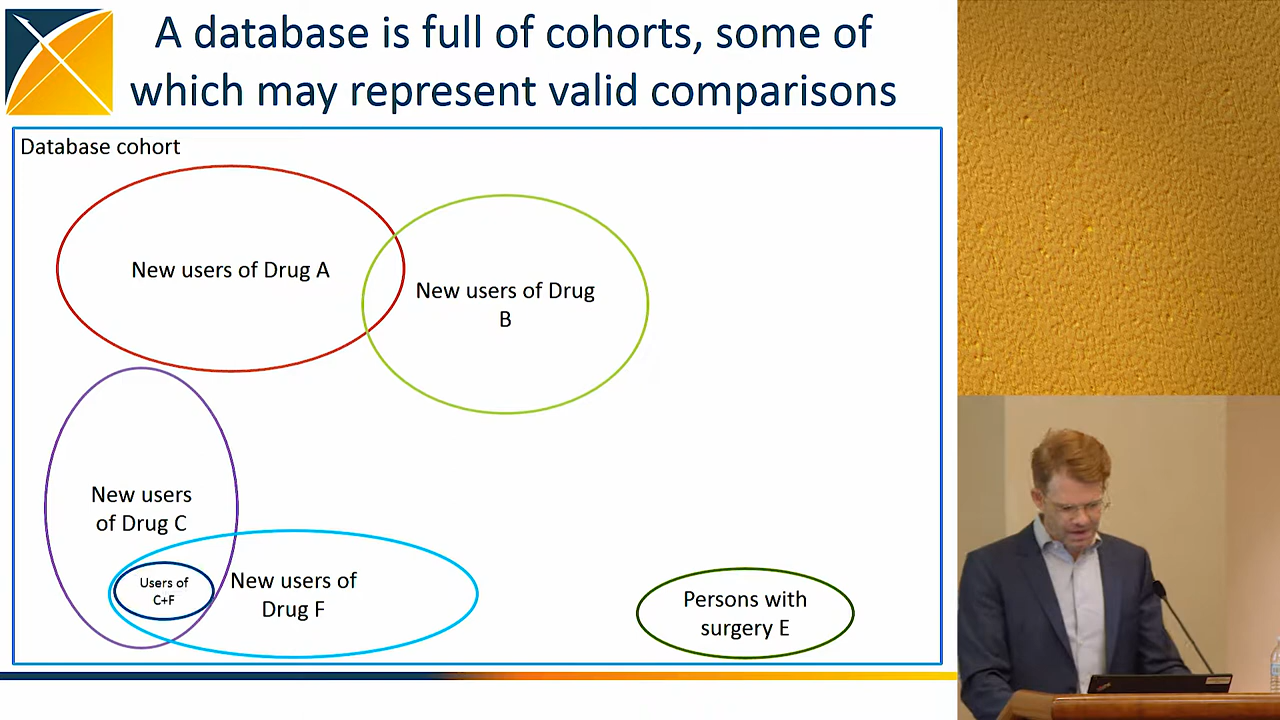 A database is full of cohorts, some of
which may represent valid comparisons
Database cohort
New users of Drug A
New users of Drug
B
New users
of Drug C
Users of
C+F
New users of
Drug F
Persons with
surgery E